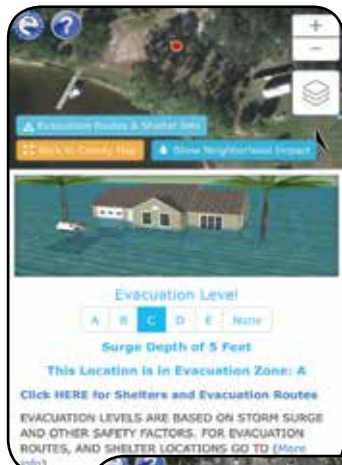 ?
+
−
Evacuation Routes & Shelter Info
Back to County Map
Show Neighborhood Impact
Evacuation Level
A B C D E None
Surge Depth of 5 Feet
This Location is in Evacuation Zone: A
Click HERE for Shelters and Evacuation Routes
EVACUATION LEVELS ARE BASED ON STORM SURGE
AND OTHER SAFETY FACTORS. FOR EVACUATION
ROUTES, AND SHELTER LOCATIONS GO TO (More
Info)